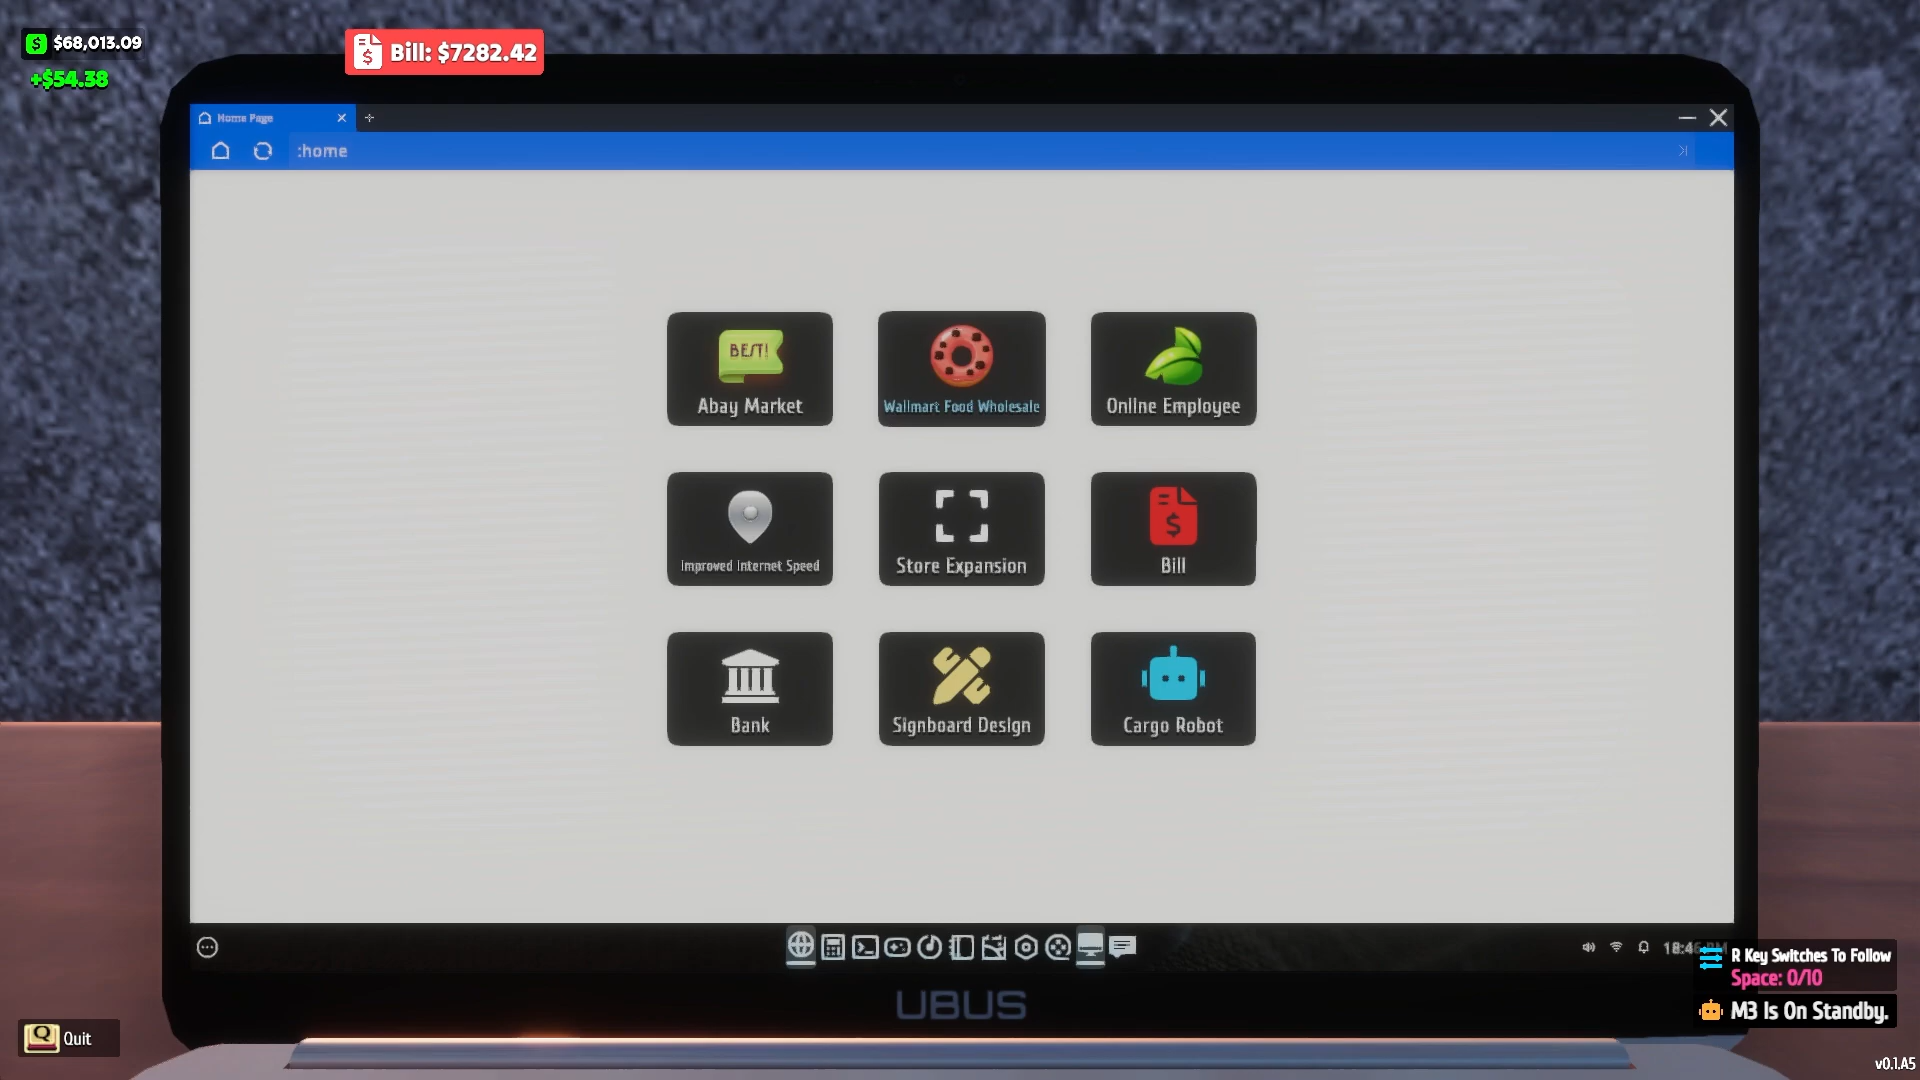 $68,013.09
+$54.38
Bill: $7282.42
Home Page
:home
BEST!
Abay Market
Wallmart Food Wholesale
Online Employee
Improved Internet Speed
Store Expansion
Bill
Bank
Signboard Design
Cargo Robot
R Key Switches To Follow
Space: 0/10
M3 Is On Standby.
UBUS
Q Quit
v0.1.A5